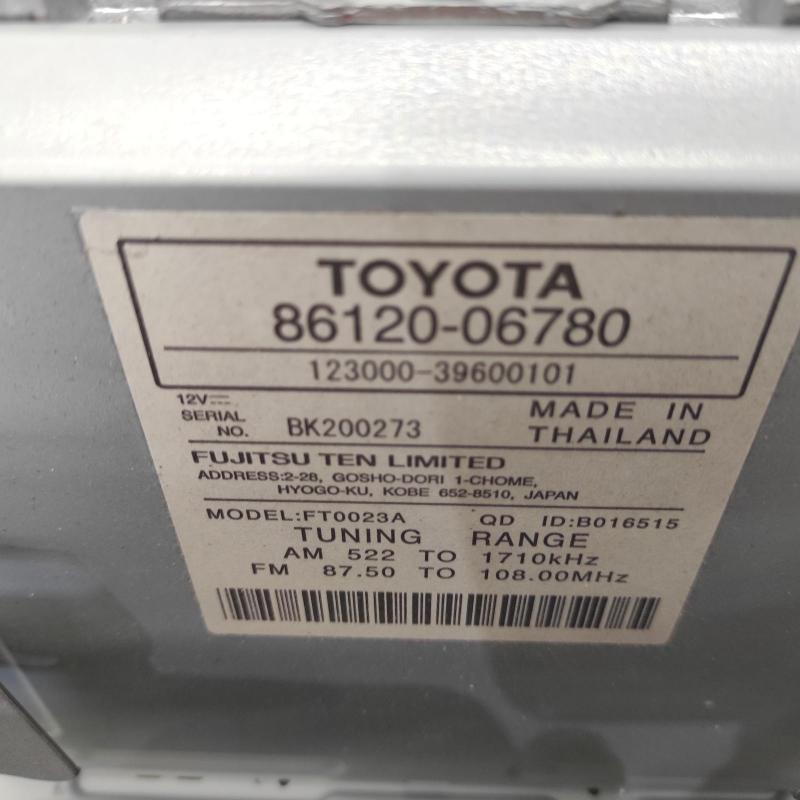 TOYOTA
86120-06780
123000-39600101
12V⎓
SERIAL NO. BK200273
MADE IN THAILAND
FUJITSU TEN LIMITED
ADDRESS:2-28, GOSHO-DORI 1-CHOME,
HYOGO-KU, KOBE 652-8510, JAPAN
MODEL:FT0023A QD ID:B016515
TUNING RANGE
AM 522 TO 1710kHz
FM 87.50 TO 108.00MHz